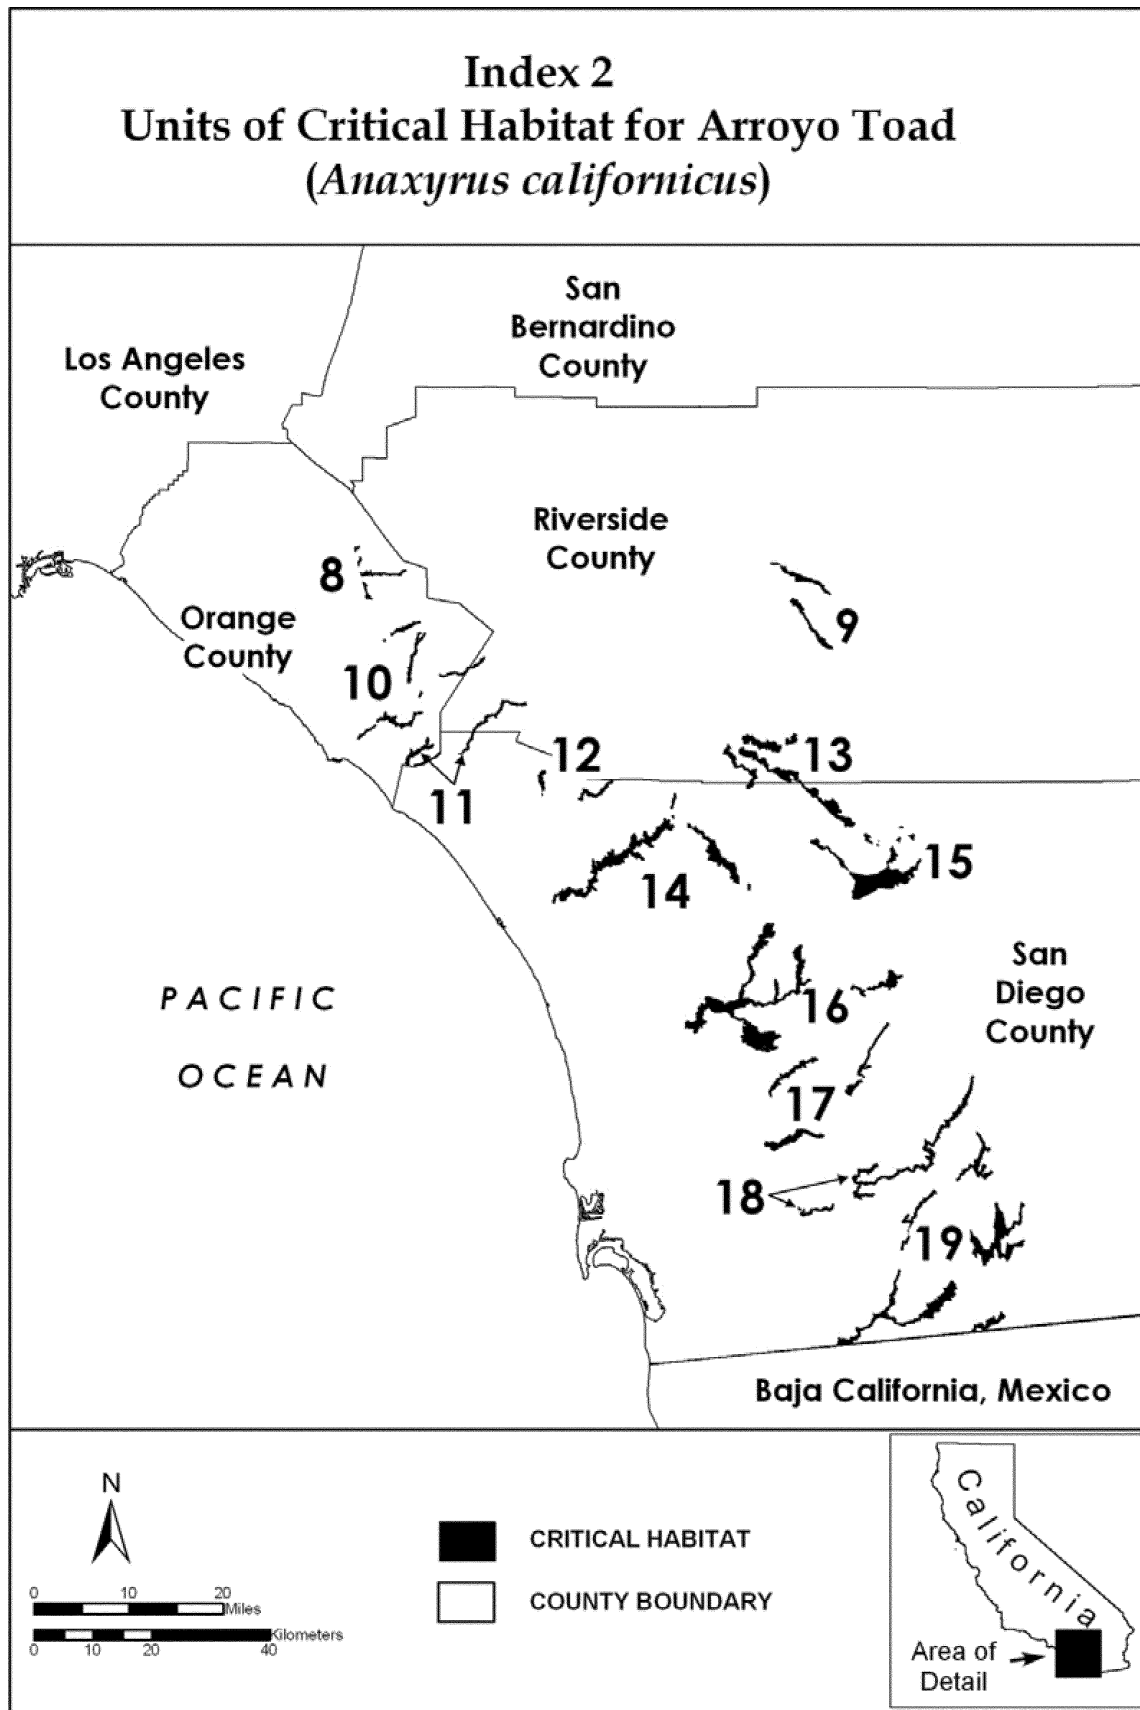 Index 2
Units of Critical Habitat for Arroyo Toad
(Anaxyrus californicus)
San
Bernardino
County
Los Angeles
County
Riverside
County
8
9
Orange
County
10
12
13
11
15
14
San
Diego
County
PACIFIC
OCEAN
16
17
18
19
Baja California, Mexico
N
0 10 20
Miles
Kilometers
0 10 20 40
CRITICAL HABITAT
COUNTY BOUNDARY
California
Area of
Detail